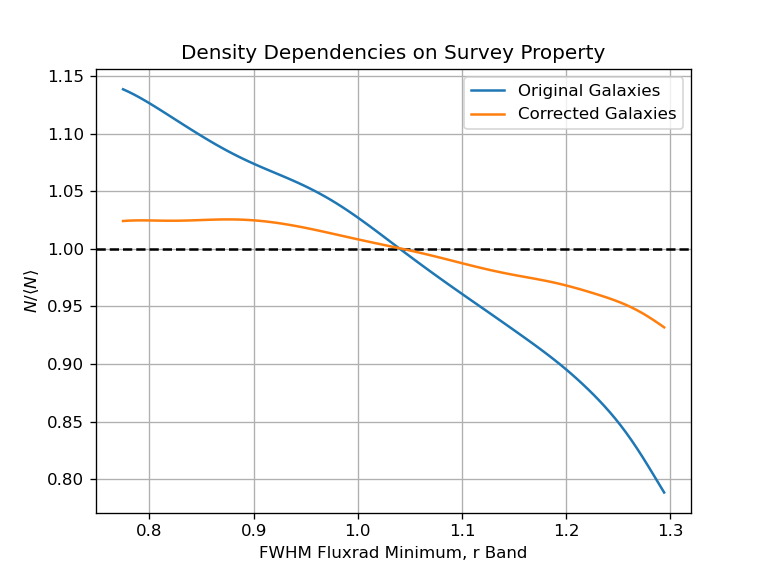 Density Dependencies on Survey Property
Original Galaxies
Corrected Galaxies
1.15
1.10
1.05
1.00
0.95
0.90
0.85
0.80
N/⟨N⟩
0.8 0.9 1.0 1.1 1.2 1.3
FWHM Fluxrad Minimum, r Band